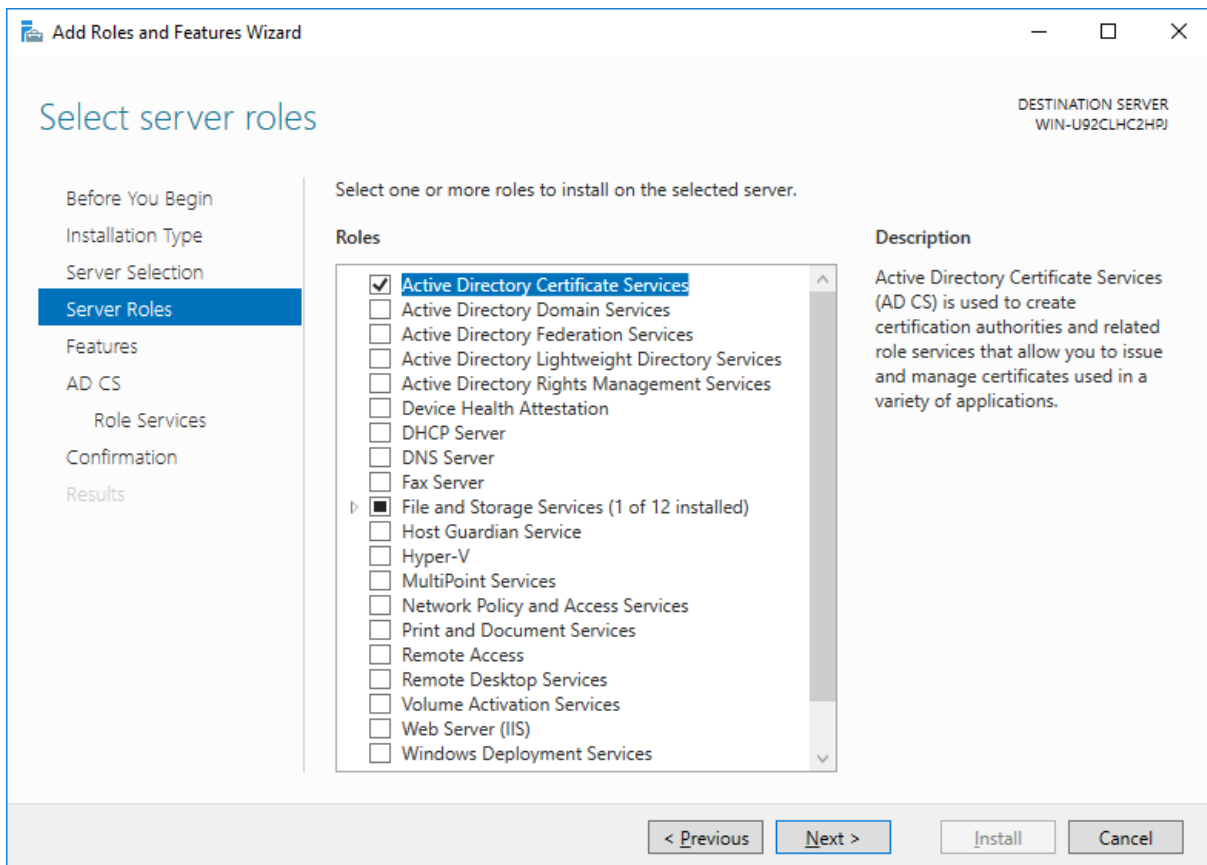 Add Roles and Features Wizard
Select server roles
DESTINATION SERVER
WIN-U92CLHC2HPJ
Before You Begin
Installation Type
Server Selection
Server Roles
Features
AD CS
Role Services
Confirmation
Results
Select one or more roles to install on the selected server.
Roles
Active Directory Certificate Services
Active Directory Domain Services
Active Directory Federation Services
Active Directory Lightweight Directory Services
Active Directory Rights Management Services
Device Health Attestation
DHCP Server
DNS Server
Fax Server
File and Storage Services (1 of 12 installed)
Host Guardian Service
Hyper-V
MultiPoint Services
Network Policy and Access Services
Print and Document Services
Remote Access
Remote Desktop Services
Volume Activation Services
Web Server (IIS)
Windows Deployment Services
Description
Active Directory Certificate Services
(AD CS) is used to create
certification authorities and related
role services that allow you to issue
and manage certificates used in a
variety of applications.
< Previous
Next >
Install
Cancel